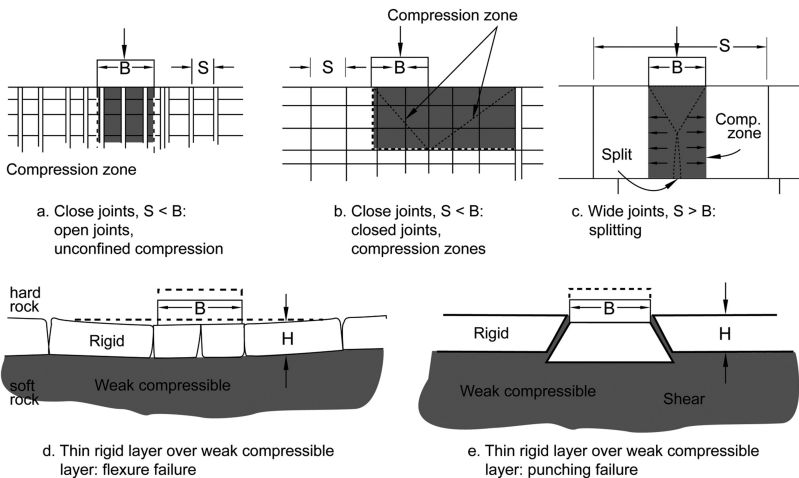 Compression zone
B
S
Compression zone
a. Close joints, S < B:
open joints,
unconfined compression
S
B
b. Close joints, S < B:
closed joints,
compression zones
S
B
Comp.
zone
Split
c. Wide joints, S > B:
splitting
hard
rock
B
Rigid
H
soft
rock
Weak compressible
d. Thin rigid layer over weak compressible
layer: flexure failure
B
Rigid
H
Weak compressible
Shear
e. Thin rigid layer over weak compressible
layer: punching failure